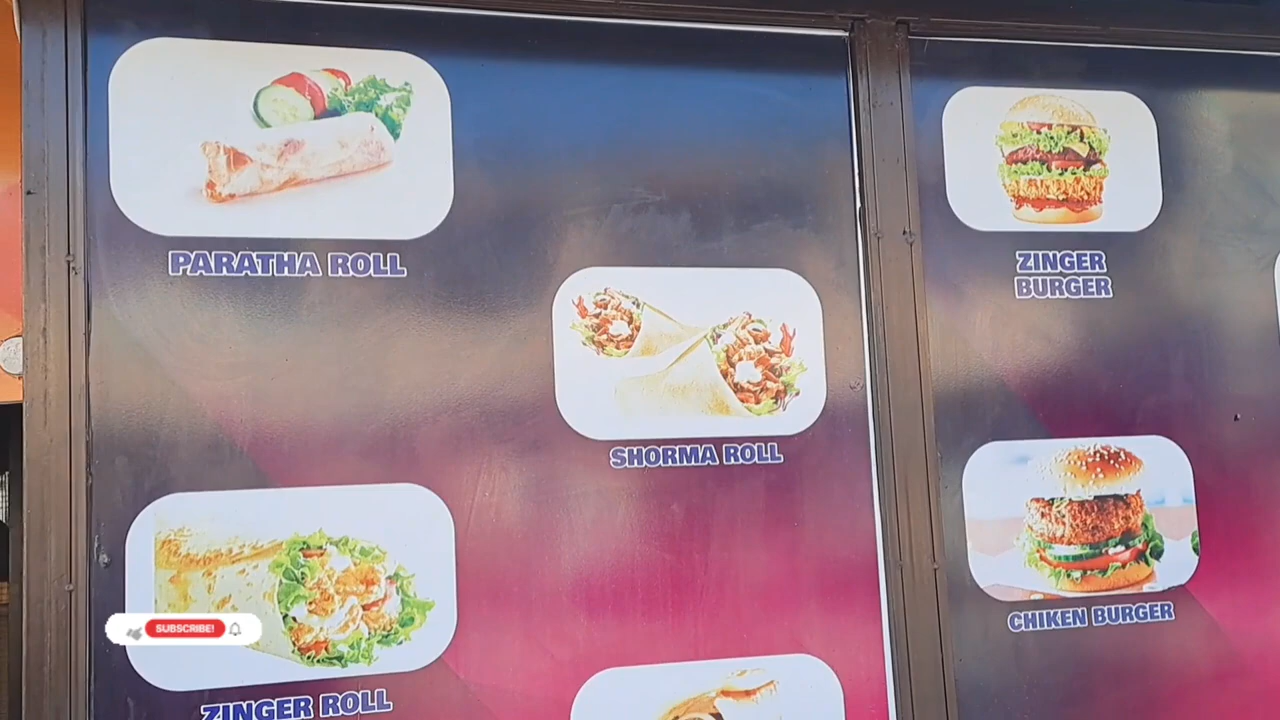 PARATHA ROLL
SHORMA ROLL
ZINGER ROLL
ZINGER
BURGER
CHIKEN BURGER
SUBSCRIBE!